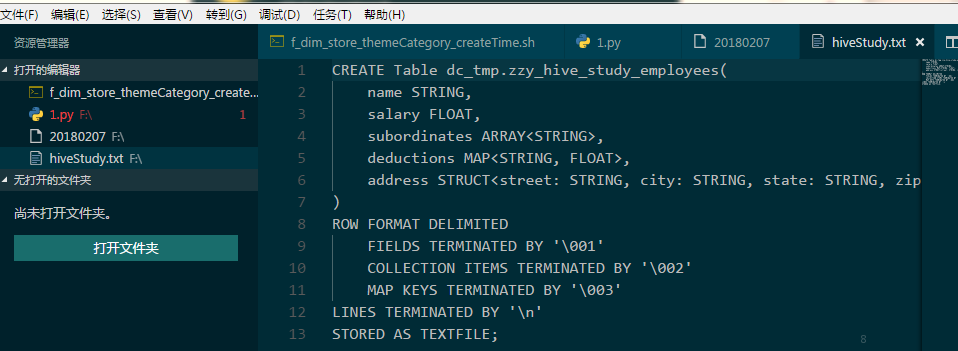 文件(F) 编辑(E) 选择(S) 查看(V) 转到(G) 调试(D) 任务(T) 帮助(H)
资源管理器
打开的编辑器
f_dim_store_themeCategory_create...
1.py F:\ 1
20180207 F:\
hiveStudy.txt F:\
无打开的文件夹
尚未打开文件夹。
打开文件夹
f_dim_store_themeCategory_createTime.sh 1.py 20180207 hiveStudy.txt
1 CREATE Table dc_tmp.zzy_hive_study_employees(
2 name STRING,
3 salary FLOAT,
4 subordinates ARRAY<STRING>,
5 deductions MAP<STRING, FLOAT>,
6 address STRUCT<street: STRING, city: STRING, state: STRING, zip
7 )
8 ROW FORMAT DELIMITED
9 FIELDS TERMINATED BY '\001'
10 COLLECTION ITEMS TERMINATED BY '\002'
11 MAP KEYS TERMINATED BY '\003'
12 LINES TERMINATED BY '\n'
13 STORED AS TEXTFILE;
8